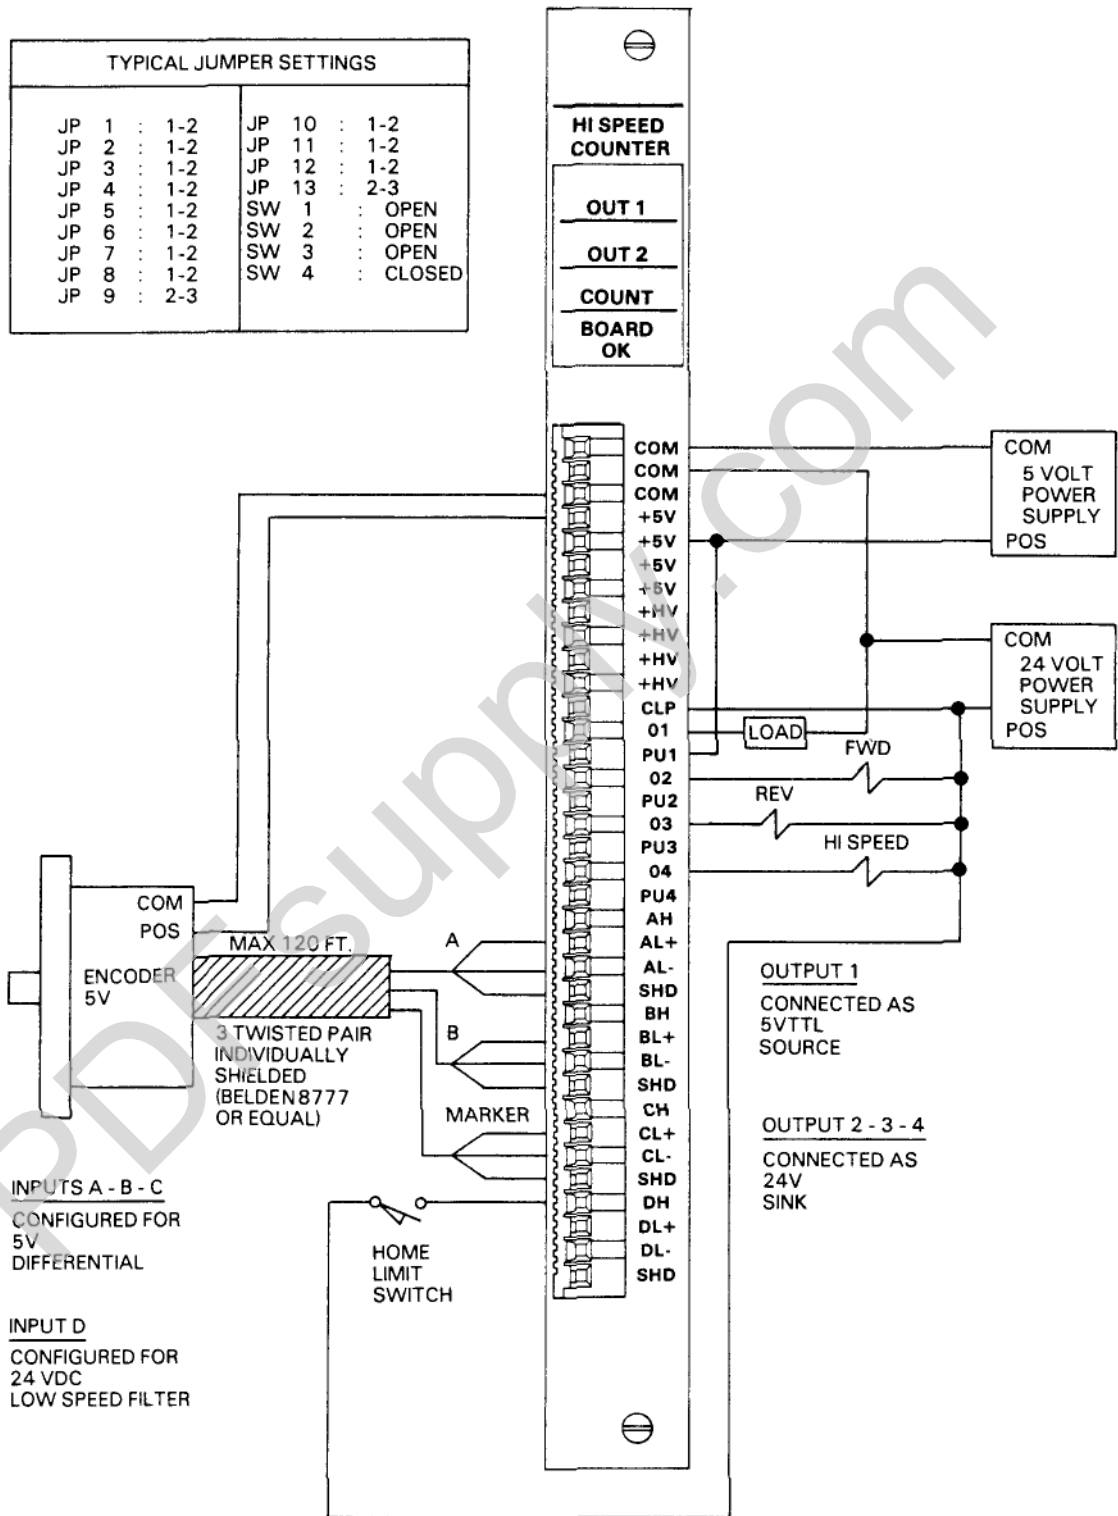 TYPICAL JUMPER SETTINGS
JP 1 : 1-2
JP 2 : 1-2
JP 3 : 1-2
JP 4 : 1-2
JP 5 : 1-2
JP 6 : 1-2
JP 7 : 1-2
JP 8 : 1-2
JP 9 : 2-3
JP 10 : 1-2
JP 11 : 1-2
JP 12 : 1-2
JP 13 : 2-3
SW 1 : OPEN
SW 2 : OPEN
SW 3 : OPEN
SW 4 : CLOSED
HI SPEED
COUNTER
OUT 1
OUT 2
COUNT
BOARD
OK
COM
COM
COM
+5V
+5V
+5V
+5V
+HV
+HV
+HV
+HV
CLP
01
PU1
02
PU2
03
PU3
04
PU4
AH
AL+
AL-
SHD
BH
BL+
BL-
SHD
CH
CL+
CL-
SHD
DH
DL+
DL-
SHD
COM
5 VOLT
POWER
SUPPLY
POS
COM
24 VOLT
POWER
SUPPLY
POS
LOAD
FWD
REV
HI SPEED
COM
POS
ENCODER
5V
MAX 120 FT.
3 TWISTED PAIR
INDIVIDUALLY
SHIELDED
(BELDEN 8777
OR EQUAL)
A
B
MARKER
HOME
LIMIT
SWITCH
OUTPUT 1
CONNECTED AS
5VTTL
SOURCE
OUTPUT 2 - 3 - 4
CONNECTED AS
24V
SINK
INPUTS A - B - C
CONFIGURED FOR
5V
DIFFERENTIAL
INPUT D
CONFIGURED FOR
24 VDC
LOW SPEED FILTER
PDFsupply.com